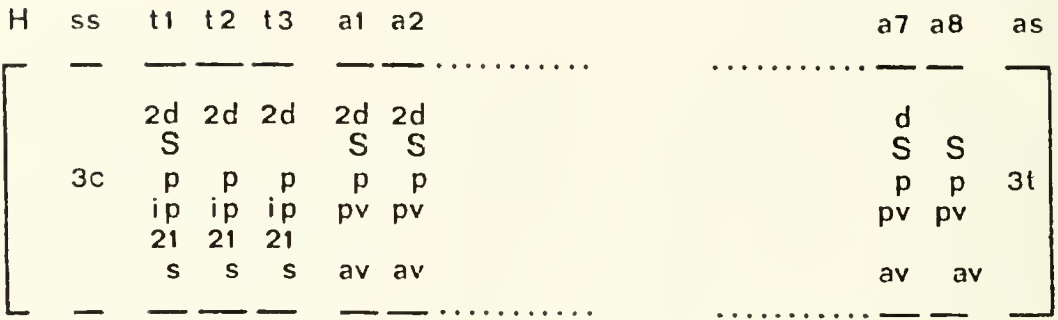 H ss t1 t2 t3 a1 a2 a7 a8 as
2d 2d 2d 2d 2d d
S S S S S
3c p p p p p p p 3t
ip ip ip pv pv pv pv
21 21 21
s s s av av av av